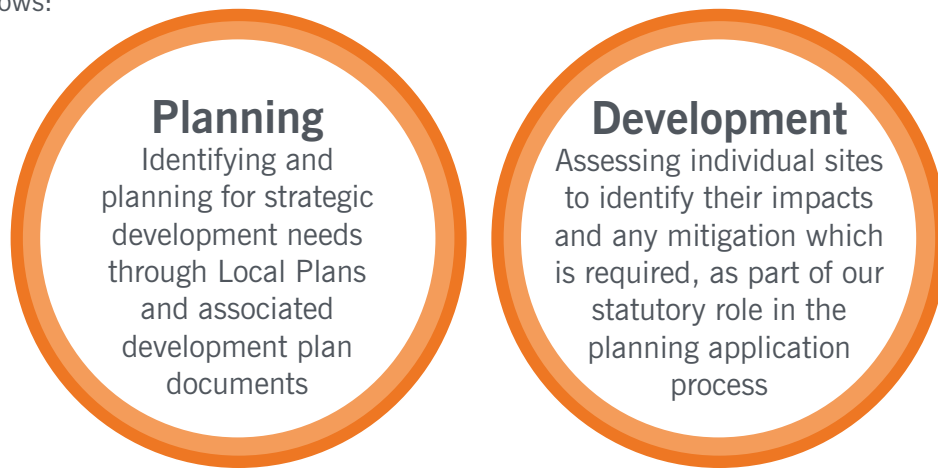 Planning
Identifying and
planning for strategic
development needs
through Local Plans
and associated
development plan
documents
Development
Assessing individual sites
to identify their impacts
and any mitigation which
is required, as part of our
statutory role in the
planning application
process